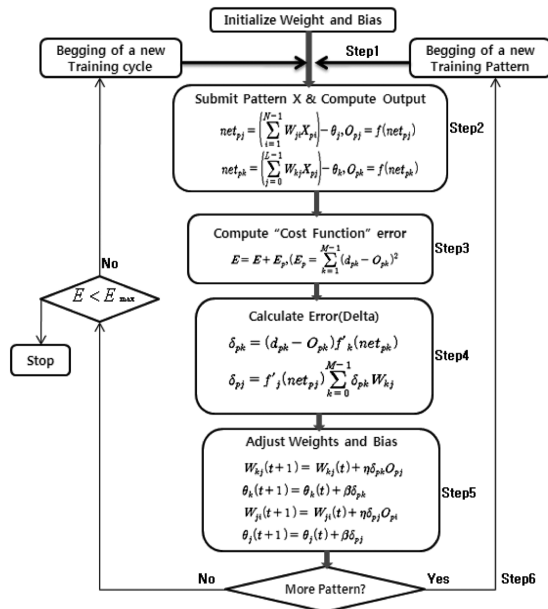 Initialize Weight and Bias
Begging of a new
Training cycle
Step1
Begging of a new
Training Pattern
Submit Pattern X & Compute Output
net_pj = (∑_{i=1}^{N-1} W_ji X_pi) - θ_j, O_pj = f(net_pj)
net_pk = (∑_{j=0}^{L-1} W_kj X_pj) - θ_k, O_pk = f(net_pk)
Step2
Compute “Cost Function” error
E = E + E_p, (E_p = ∑_{k=1}^{M-1} (d_pk - O_pk)^2
Step3
No
E < E_max
Stop
Calculate Error(Delta)
δ_pk = (d_pk - O_pk) f'_k (net_pk)
δ_pj = f'_j (net_pj) ∑_{k=0}^{M-1} δ_pk W_kj
Step4
Adjust Weights and Bias
W_kj (t+1) = W_kj (t) + ηδ_pk O_pj
θ_k (t+1) = θ_k (t) + βδ_pk
W_ji (t+1) = W_ji (t) + ηδ_pj O_pi
θ_j (t+1) = θ_j (t) + βδ_pj
Step5
No
More Pattern?
Yes
Step6